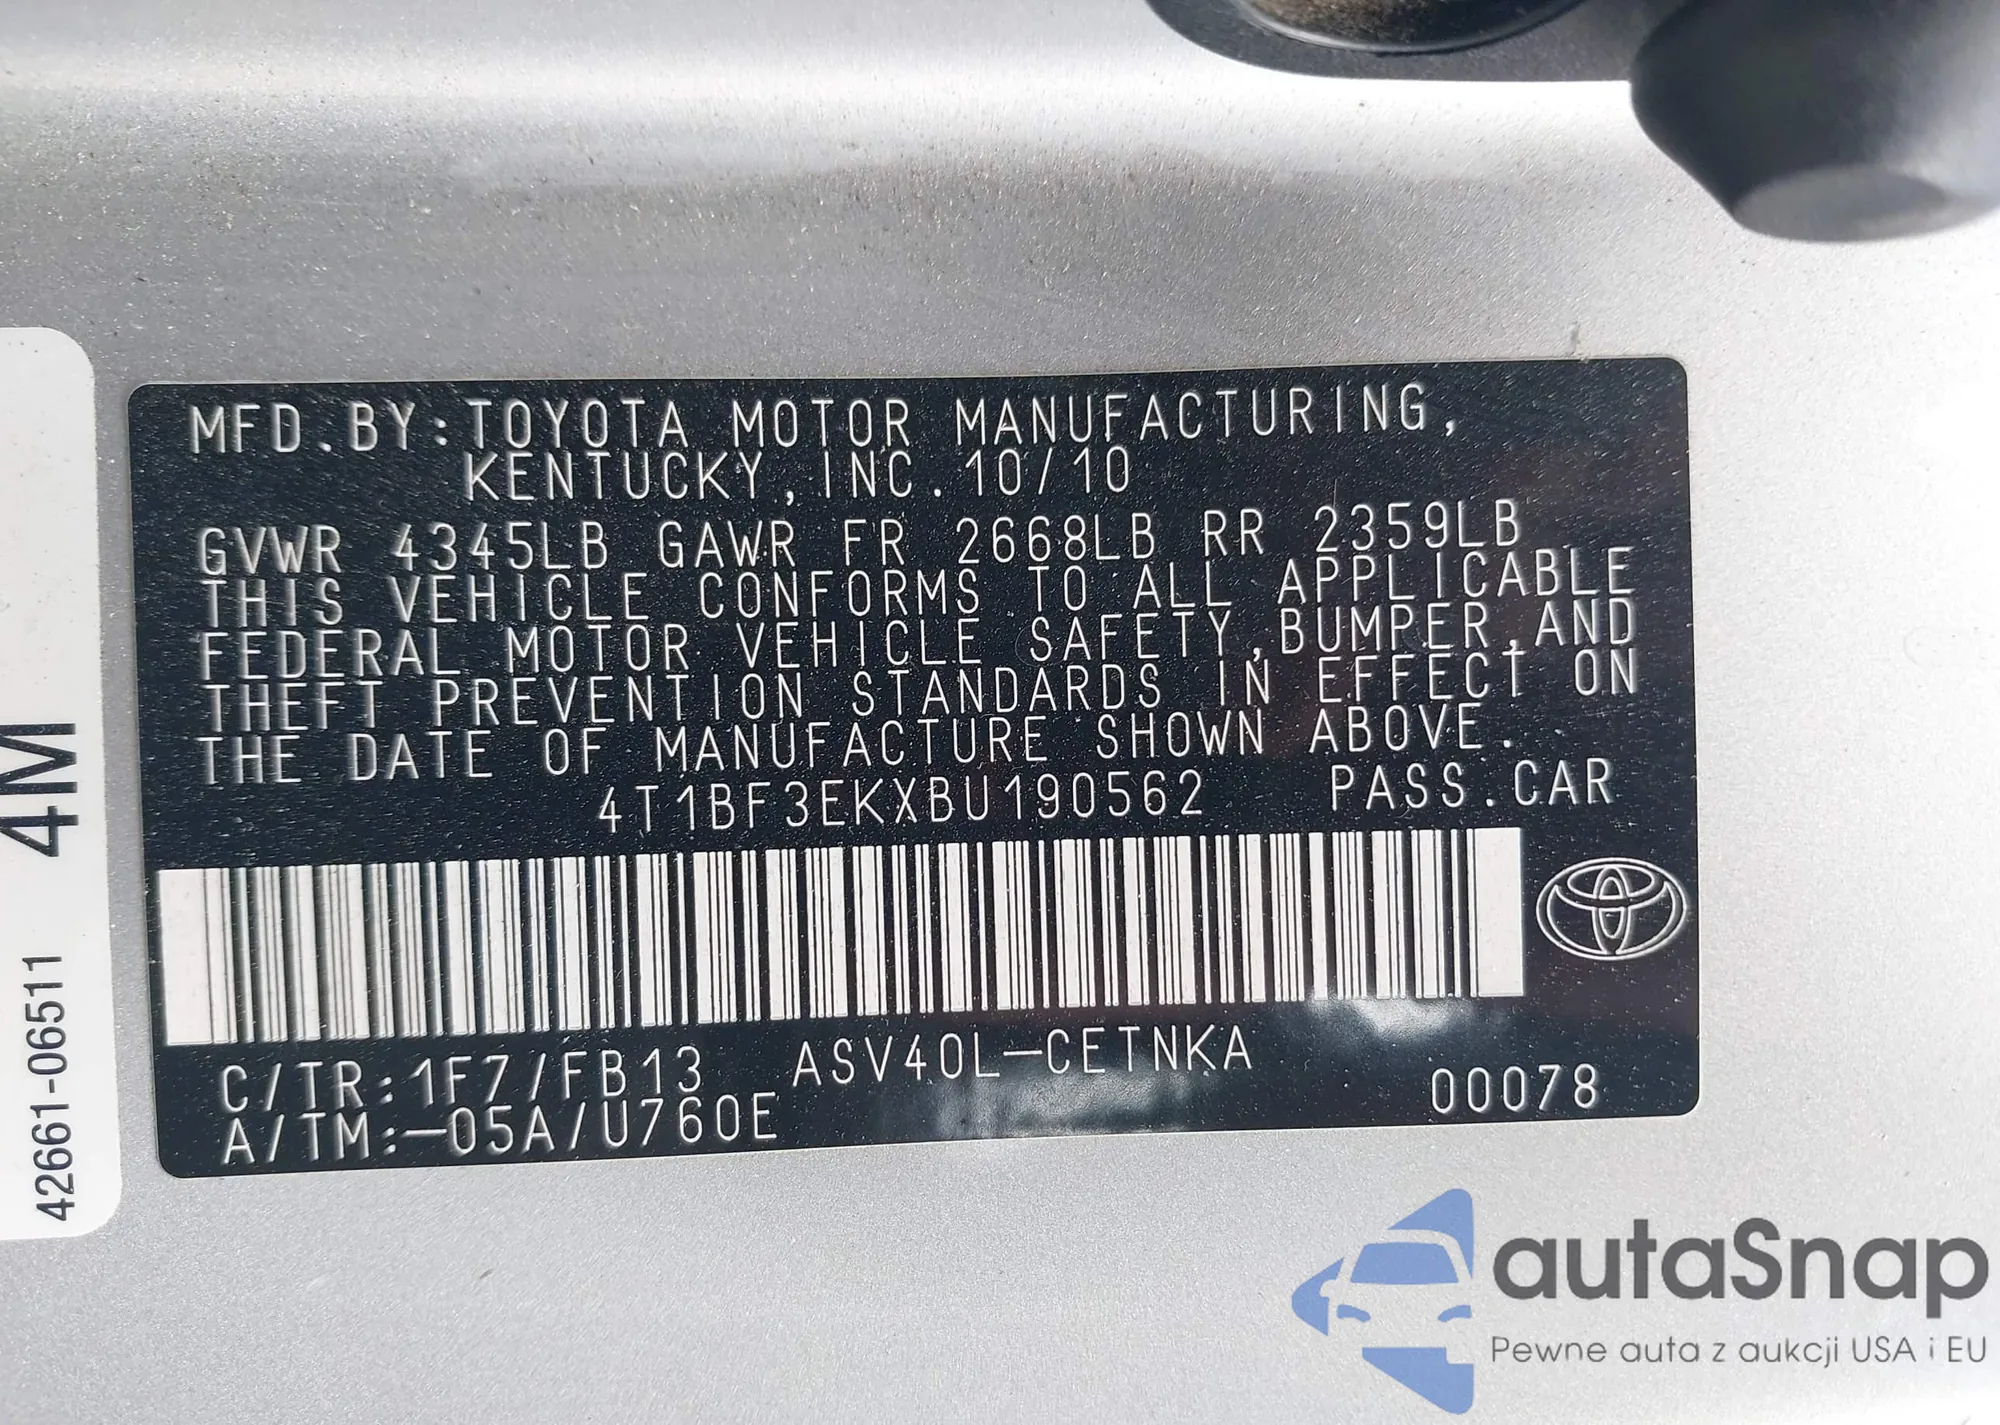 MFD.BY:TOYOTA MOTOR MANUFACTURING,
KENTUCKY,INC.10/10
GVWR 4345LB GAWR FR 2668LB RR 2359LB
THIS VEHICLE CONFORMS TO ALL APPLICABLE
FEDERAL MOTOR VEHICLE SAFETY,BUMPER,AND
THEFT PREVENTION STANDARDS IN EFFECT ON
THE DATE OF MANUFACTURE SHOWN ABOVE.
4T1BF3EKXBU190562 PASS.CAR
C/TR:1F7/FB13 ASV40L-CETNKA
A/TM:-05A/U760E 00078
42661-06511 4M
autaSnap
Pewne auta z aukcji USA i EU